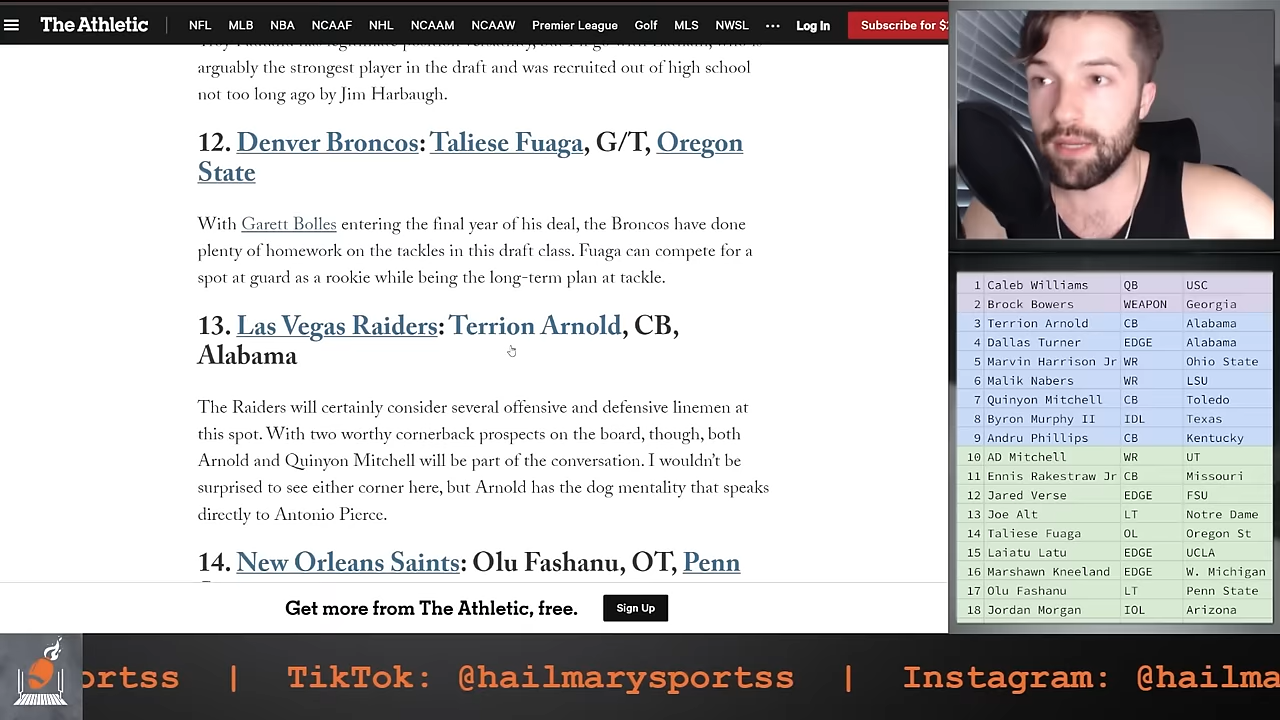 The Athletic
NFL MLB NBA NCAAF NHL NCAAM NCAAW Premier League Golf MLS NWSL ••• Log In Subscribe for $2
arguably the strongest player in the draft and was recruited out of high school
not too long ago by Jim Harbaugh.
12. Denver Broncos: Taliese Fuaga, G/T, Oregon
State
With Garett Bolles entering the final year of his deal, the Broncos have done
plenty of homework on the tackles in this draft class. Fuaga can compete for a
spot at guard as a rookie while being the long-term plan at tackle.
13. Las Vegas Raiders: Terrion Arnold, CB,
Alabama
The Raiders will certainly consider several offensive and defensive linemen at
this spot. With two worthy cornerback prospects on the board, though, both
Arnold and Quinyon Mitchell will be part of the conversation. I wouldn't be
surprised to see either corner here, but Arnold has the dog mentality that speaks
directly to Antonio Pierce.
14. New Orleans Saints: Olu Fashanu, OT, Penn
Get more from The Athletic, free. Sign Up
1 Caleb Williams QB USC
2 Brock Bowers WEAPON Georgia
3 Terrion Arnold CB Alabama
4 Dallas Turner EDGE Alabama
5 Marvin Harrison Jr WR Ohio State
6 Malik Nabers WR LSU
7 Quinyon Mitchell CB Toledo
8 Byron Murphy II IDL Texas
9 Andru Phillips CB Kentucky
10 AD Mitchell WR UT
11 Ennis Rakestraw Jr CB Missouri
12 Jared Verse EDGE FSU
13 Joe Alt LT Notre Dame
14 Taliese Fuaga OL Oregon St
15 Laiatu Latu EDGE UCLA
16 Marshawn Kneeland EDGE W. Michigan
17 Olu Fashanu LT Penn State
18 Jordan Morgan IOL Arizona
ortss | TikTok: @hailmarysportss | Instagram: @hailma